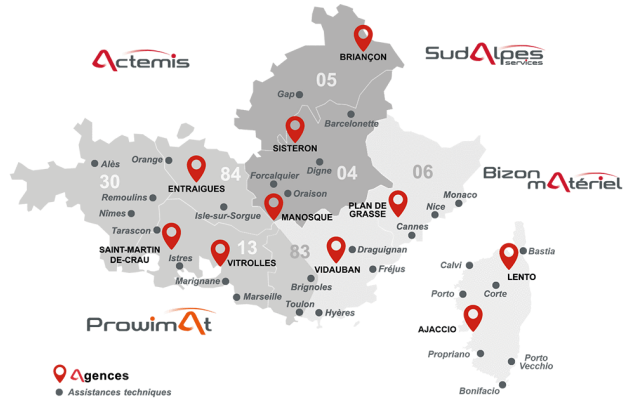 Actemis
SudAlpes
services
BRIANÇON
05
Gap
Barcelonette
SISTERON
06
Alès
Orange
84
Digne
04
Bizon
mAtériel
30
ENTRAIGUES
Forcalquier
Oraison
Remoulins
Nîmes
Isle-sur-Sorgue
MANOSQUE
PLAN DE
GRASSE
Monaco
Nice
Cannes
Tarascon
SAINT-MARTIN
DE-CRAU
Istres
13
VITROLLES
83
VIDAUBAN
Draguignan
Fréjus
Bastia
Calvi
LENTO
Marignane
Marseille
Brignoles
Toulon
Hyères
Porto
Corte
AJACCIO
ProwimAt
Propriano
Porto
Vecchio
Bonifacio
Agences
Assistances techniques